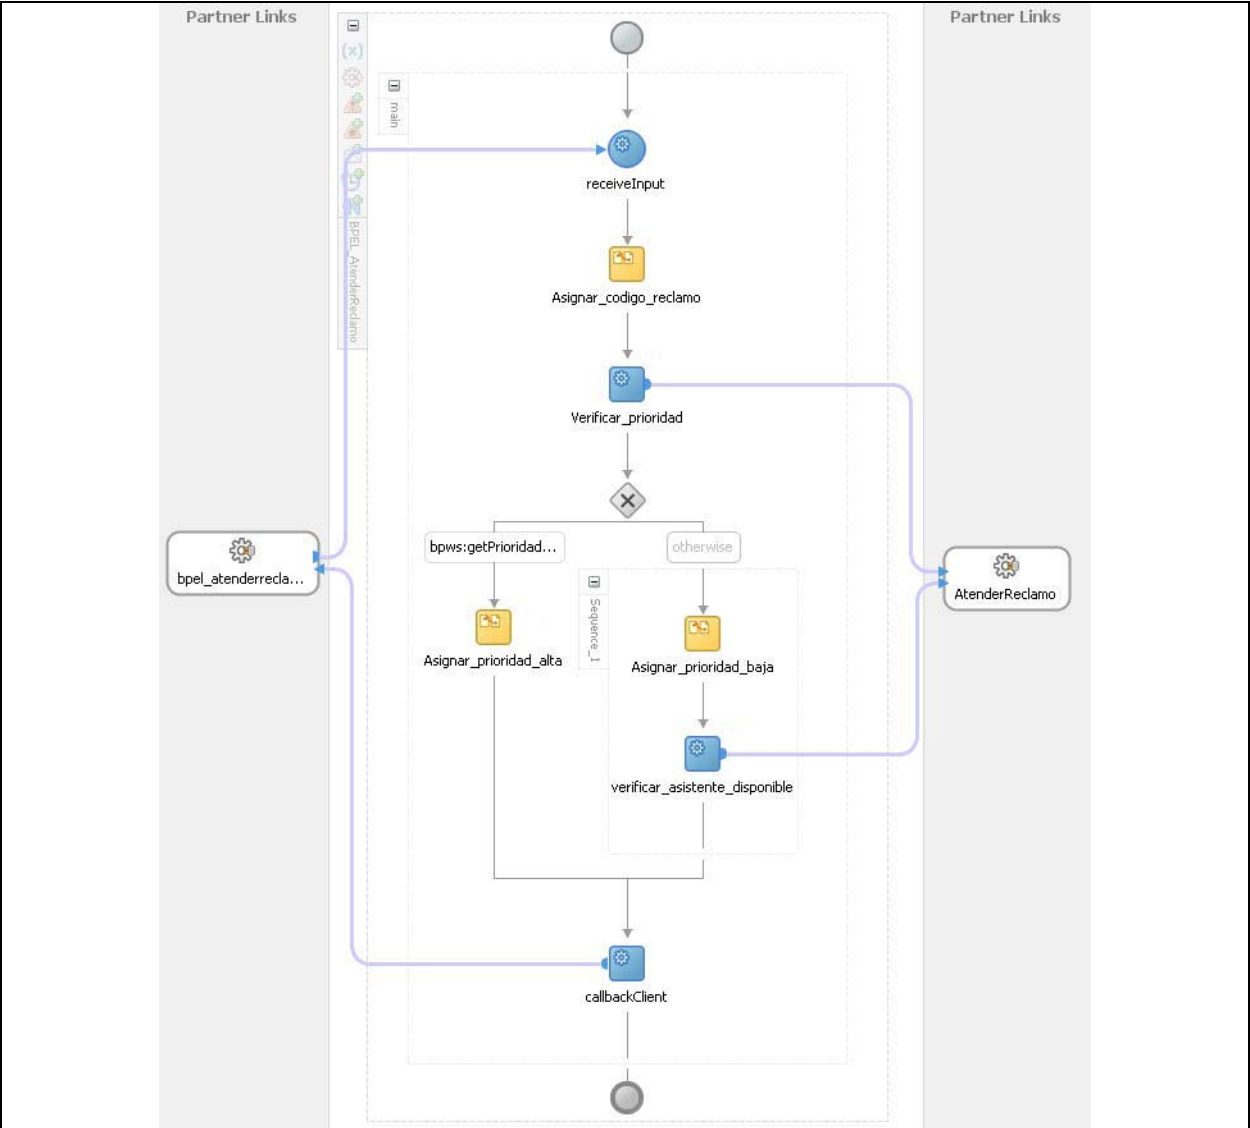 Partner Links
Partner Links
main
receiveInput
BPEL_AtenderReclamo
Asignar_codigo_reclamo
Verificar_prioridad
bpws:getPrioridad...
otherwise
bpel_atenderrecla...
AtenderReclamo
Sequence_1
Asignar_prioridad_alta
Asignar_prioridad_baja
verificar_asistente_disponible
callbackClient